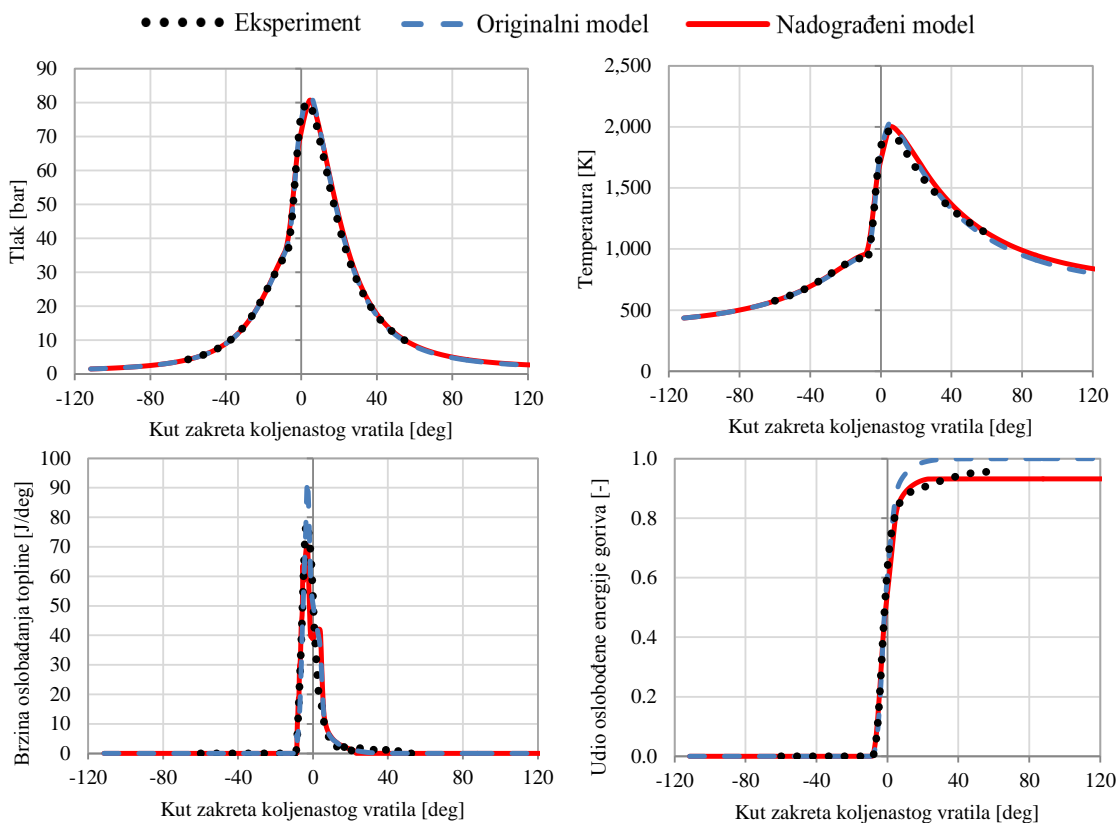 Eksperiment Originalni model Nadograđeni model
Tlak [bar]
90
80
70
60
50
40
30
20
10
0
-120 -80 -40 0 40 80 120
Kut zakreta koljenastog vratila [deg]
Temperatura [K]
2,500
2,000
1,500
1,000
500
0
-120 -80 -40 0 40 80 120
Kut zakreta koljenastog vratila [deg]
Brzina oslobađanja topline [J/deg]
100
90
80
70
60
50
40
30
20
10
0
-120 -80 -40 0 40 80 120
Kut zakreta koljenastog vratila [deg]
Udio oslobođene energije goriva [-]
1.0
0.8
0.6
0.4
0.2
0.0
-120 -80 -40 0 40 80 120
Kut zakreta koljenastog vratila [deg]